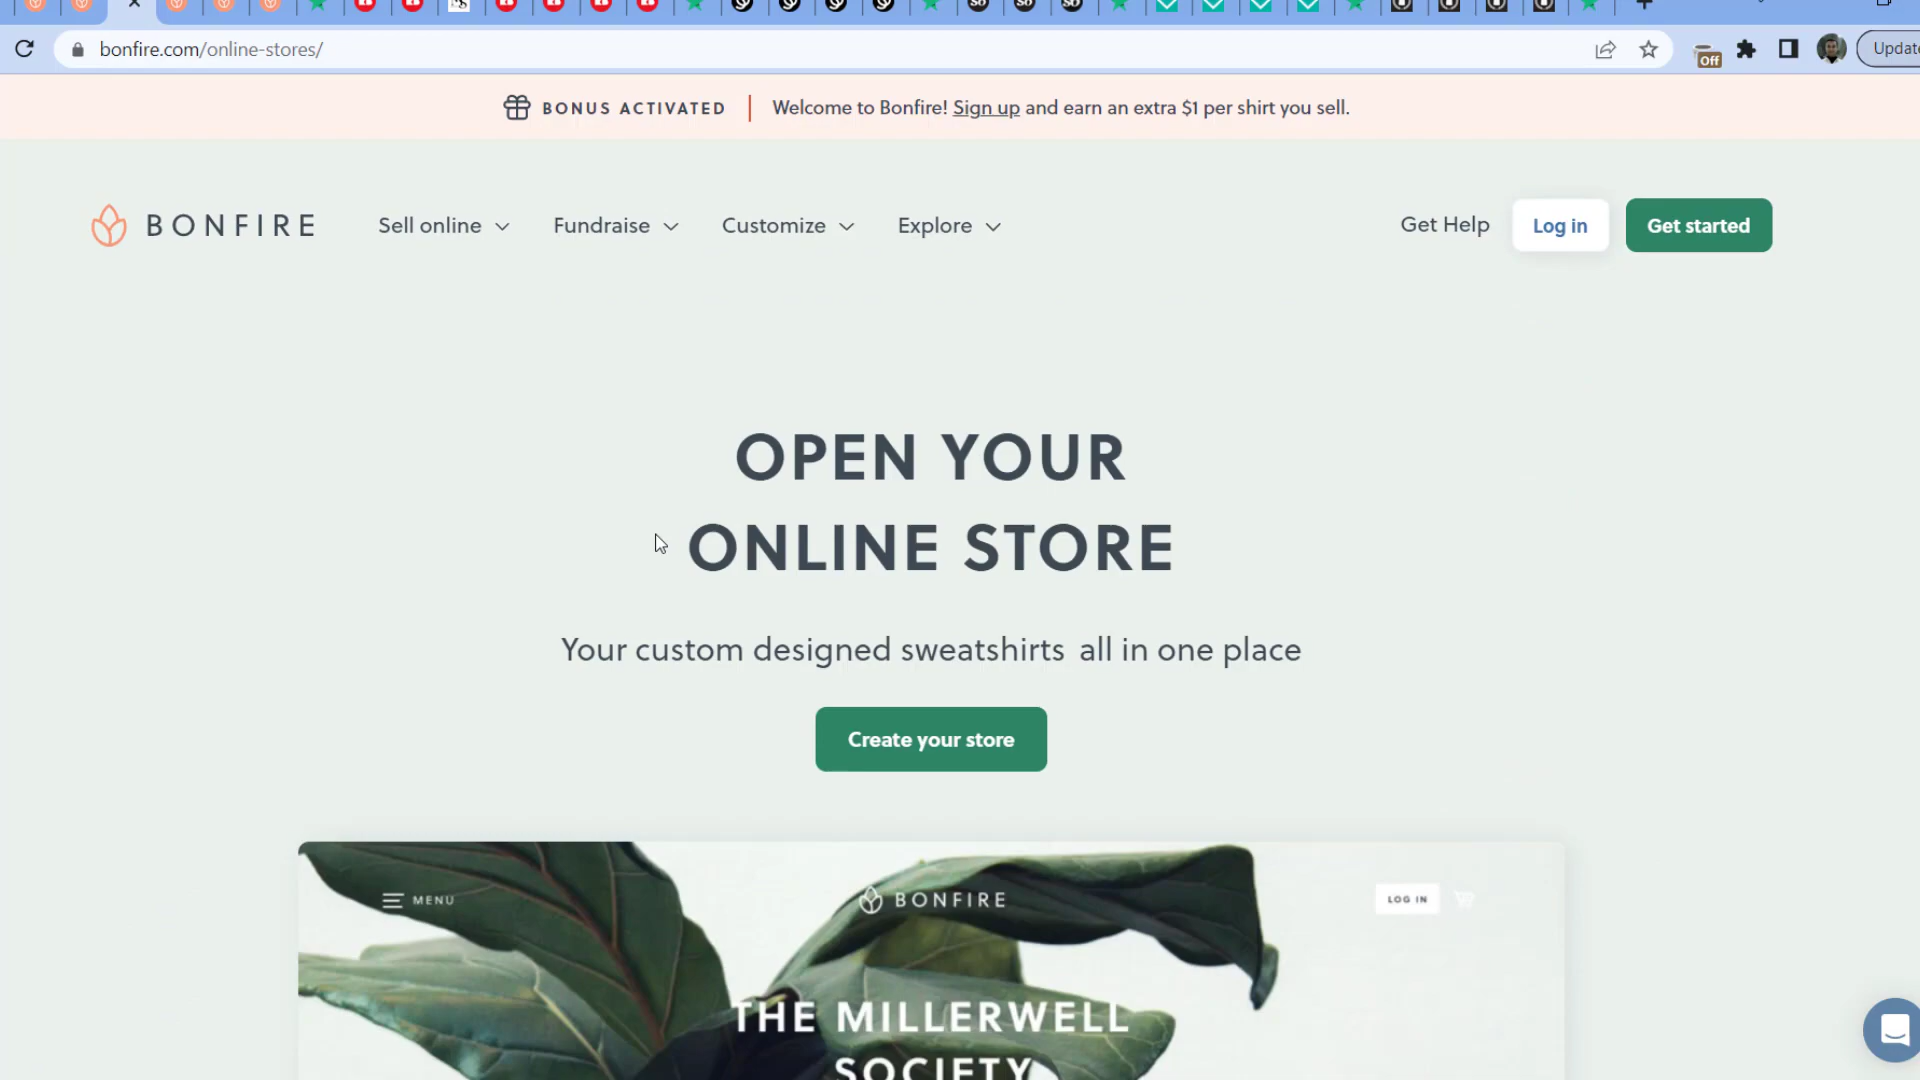 bonfire.com/online-stores/
Off
Update
BONUS ACTIVATED
Welcome to Bonfire! Sign up and earn an extra $1 per shirt you sell.
BONFIRE
Sell online
Fundraise
Customize
Explore
Get Help
Log in
Get started
OPEN YOUR
ONLINE STORE
Your custom designed sweatshirts all in one place
Create your store
MENU
BONFIRE
LOG IN
THE MILLERWELL
SOCIETY